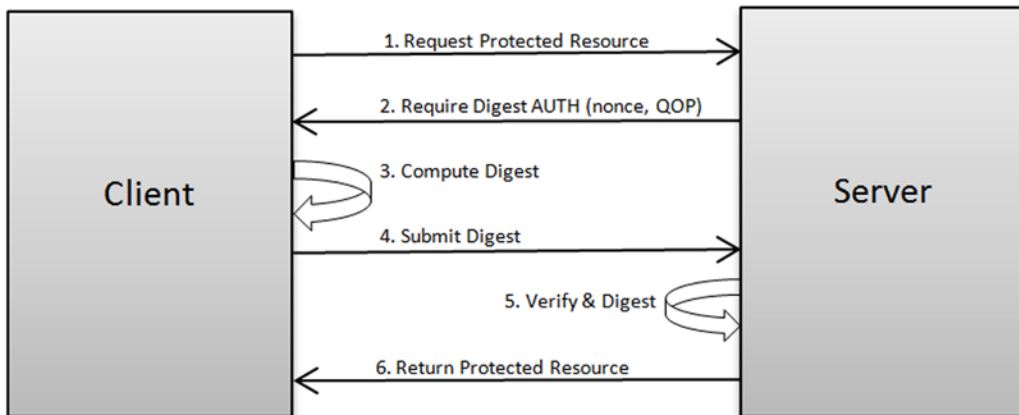 1. Request Protected Resource
2. Require Digest AUTH (nonce, QOP)
3. Compute Digest
Client
Server
4. Submit Digest
5. Verify & Digest
6. Return Protected Resource